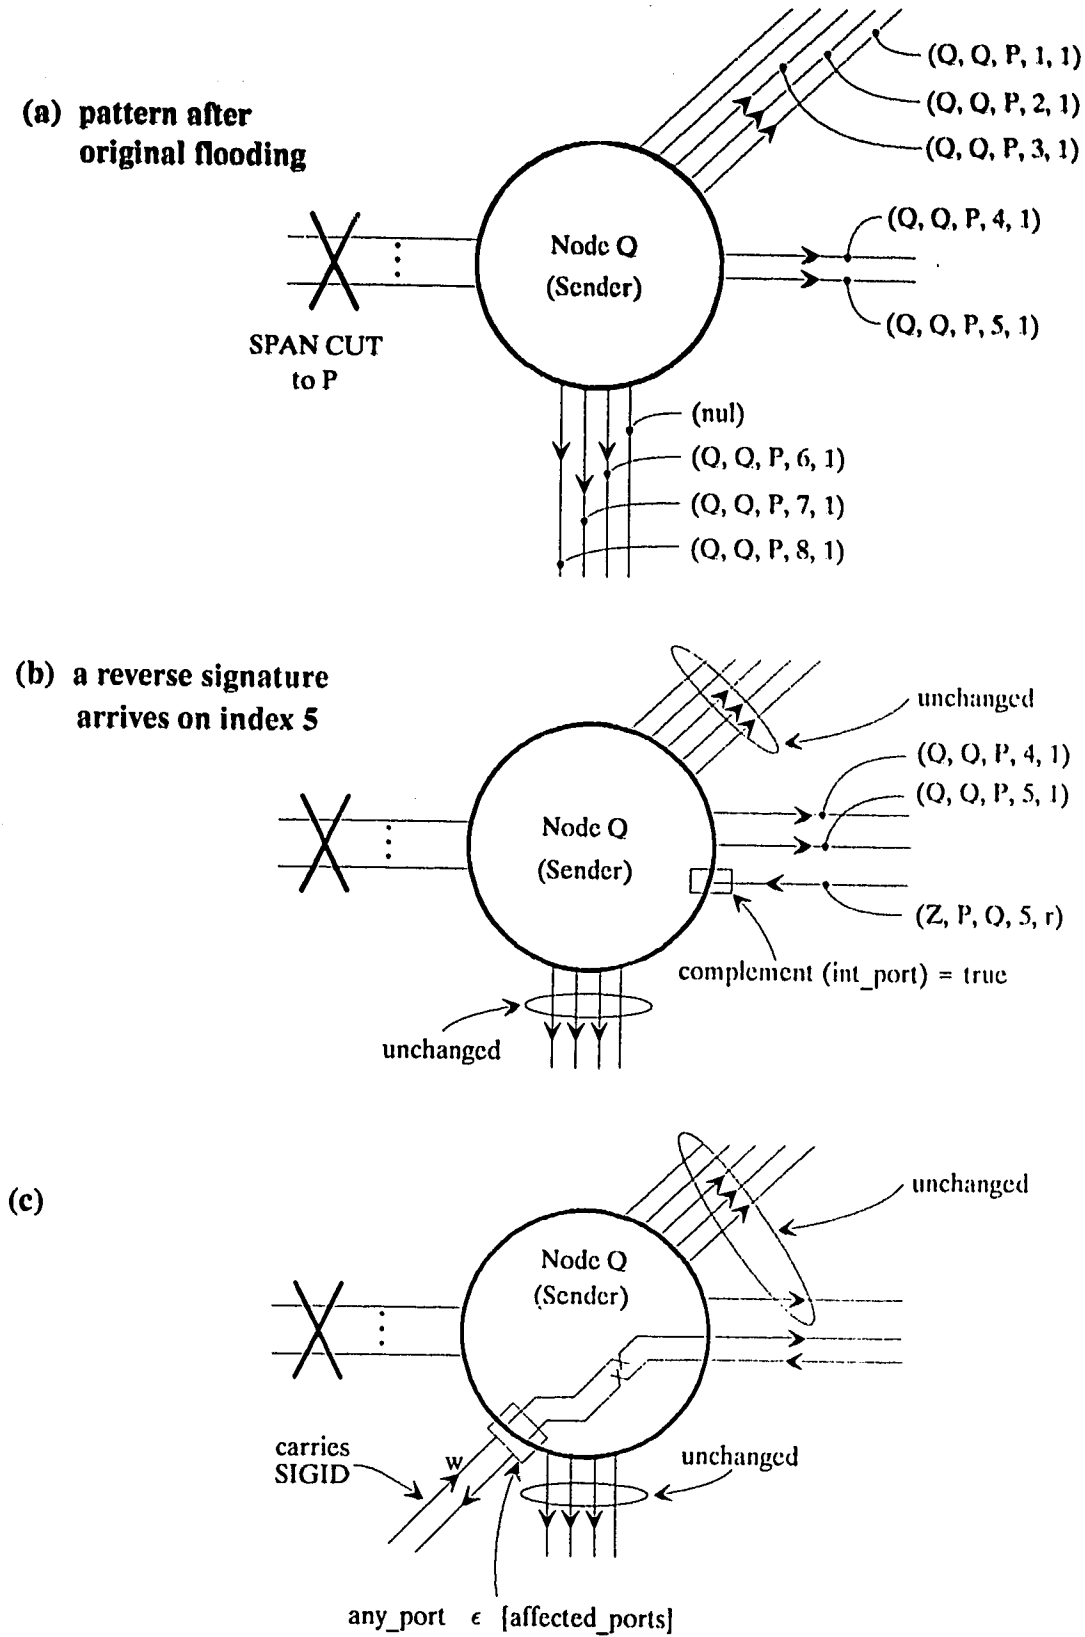 (a) pattern after
original flooding
(Q, Q, P, 1, 1)
(Q, Q, P, 2, 1)
(Q, Q, P, 3, 1)
(Q, Q, P, 4, 1)
Node Q
(Sender)
(Q, Q, P, 5, 1)
SPAN CUT
to P
(nul)
(Q, Q, P, 6, 1)
(Q, Q, P, 7, 1)
(Q, Q, P, 8, 1)
(b) a reverse signature
arrives on index 5
unchanged
(Q, Q, P, 4, 1)
(Q, Q, P, 5, 1)
Node Q
(Sender)
(Z, P, Q, 5, r)
complement (int_port) = true
unchanged
(c)
unchanged
Node Q
(Sender)
carries
SIGID
w
unchanged
any_port ϵ [affected_ports]